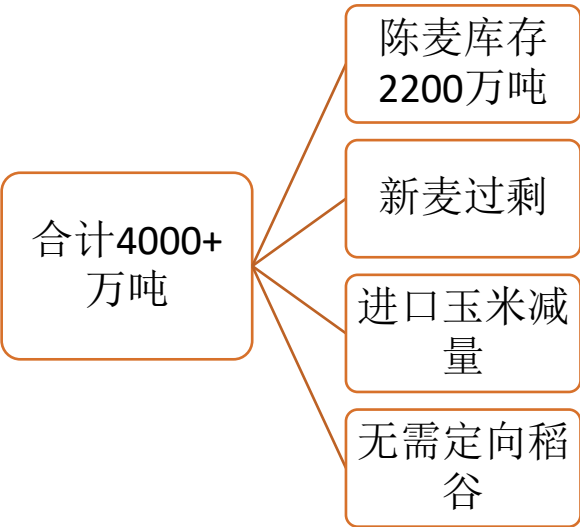 合计4000+
万吨
陈麦库存
2200万吨
新麦过剩
进口玉米减
量
无需定向稻
谷